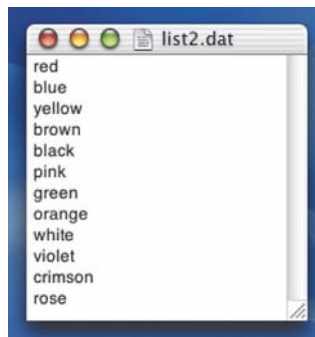 list2.dat
red
blue
yellow
brown
black
pink
green
orange
white
violet
crimson
rose